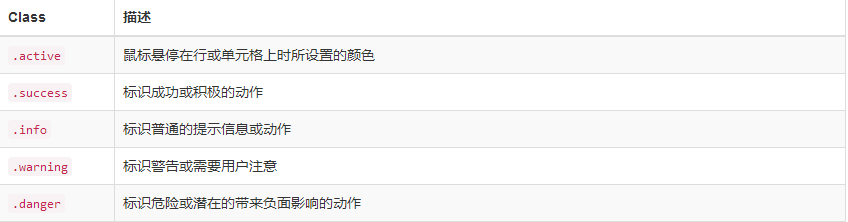 Class 描述
.active 鼠标悬停在行或单元格上时所设置的颜色
.success 标识成功或积极的动作
.info 标识普通的提示信息或动作
.warning 标识警告或需要用户注意
.danger 标识危险或潜在的带来负面影响的动作